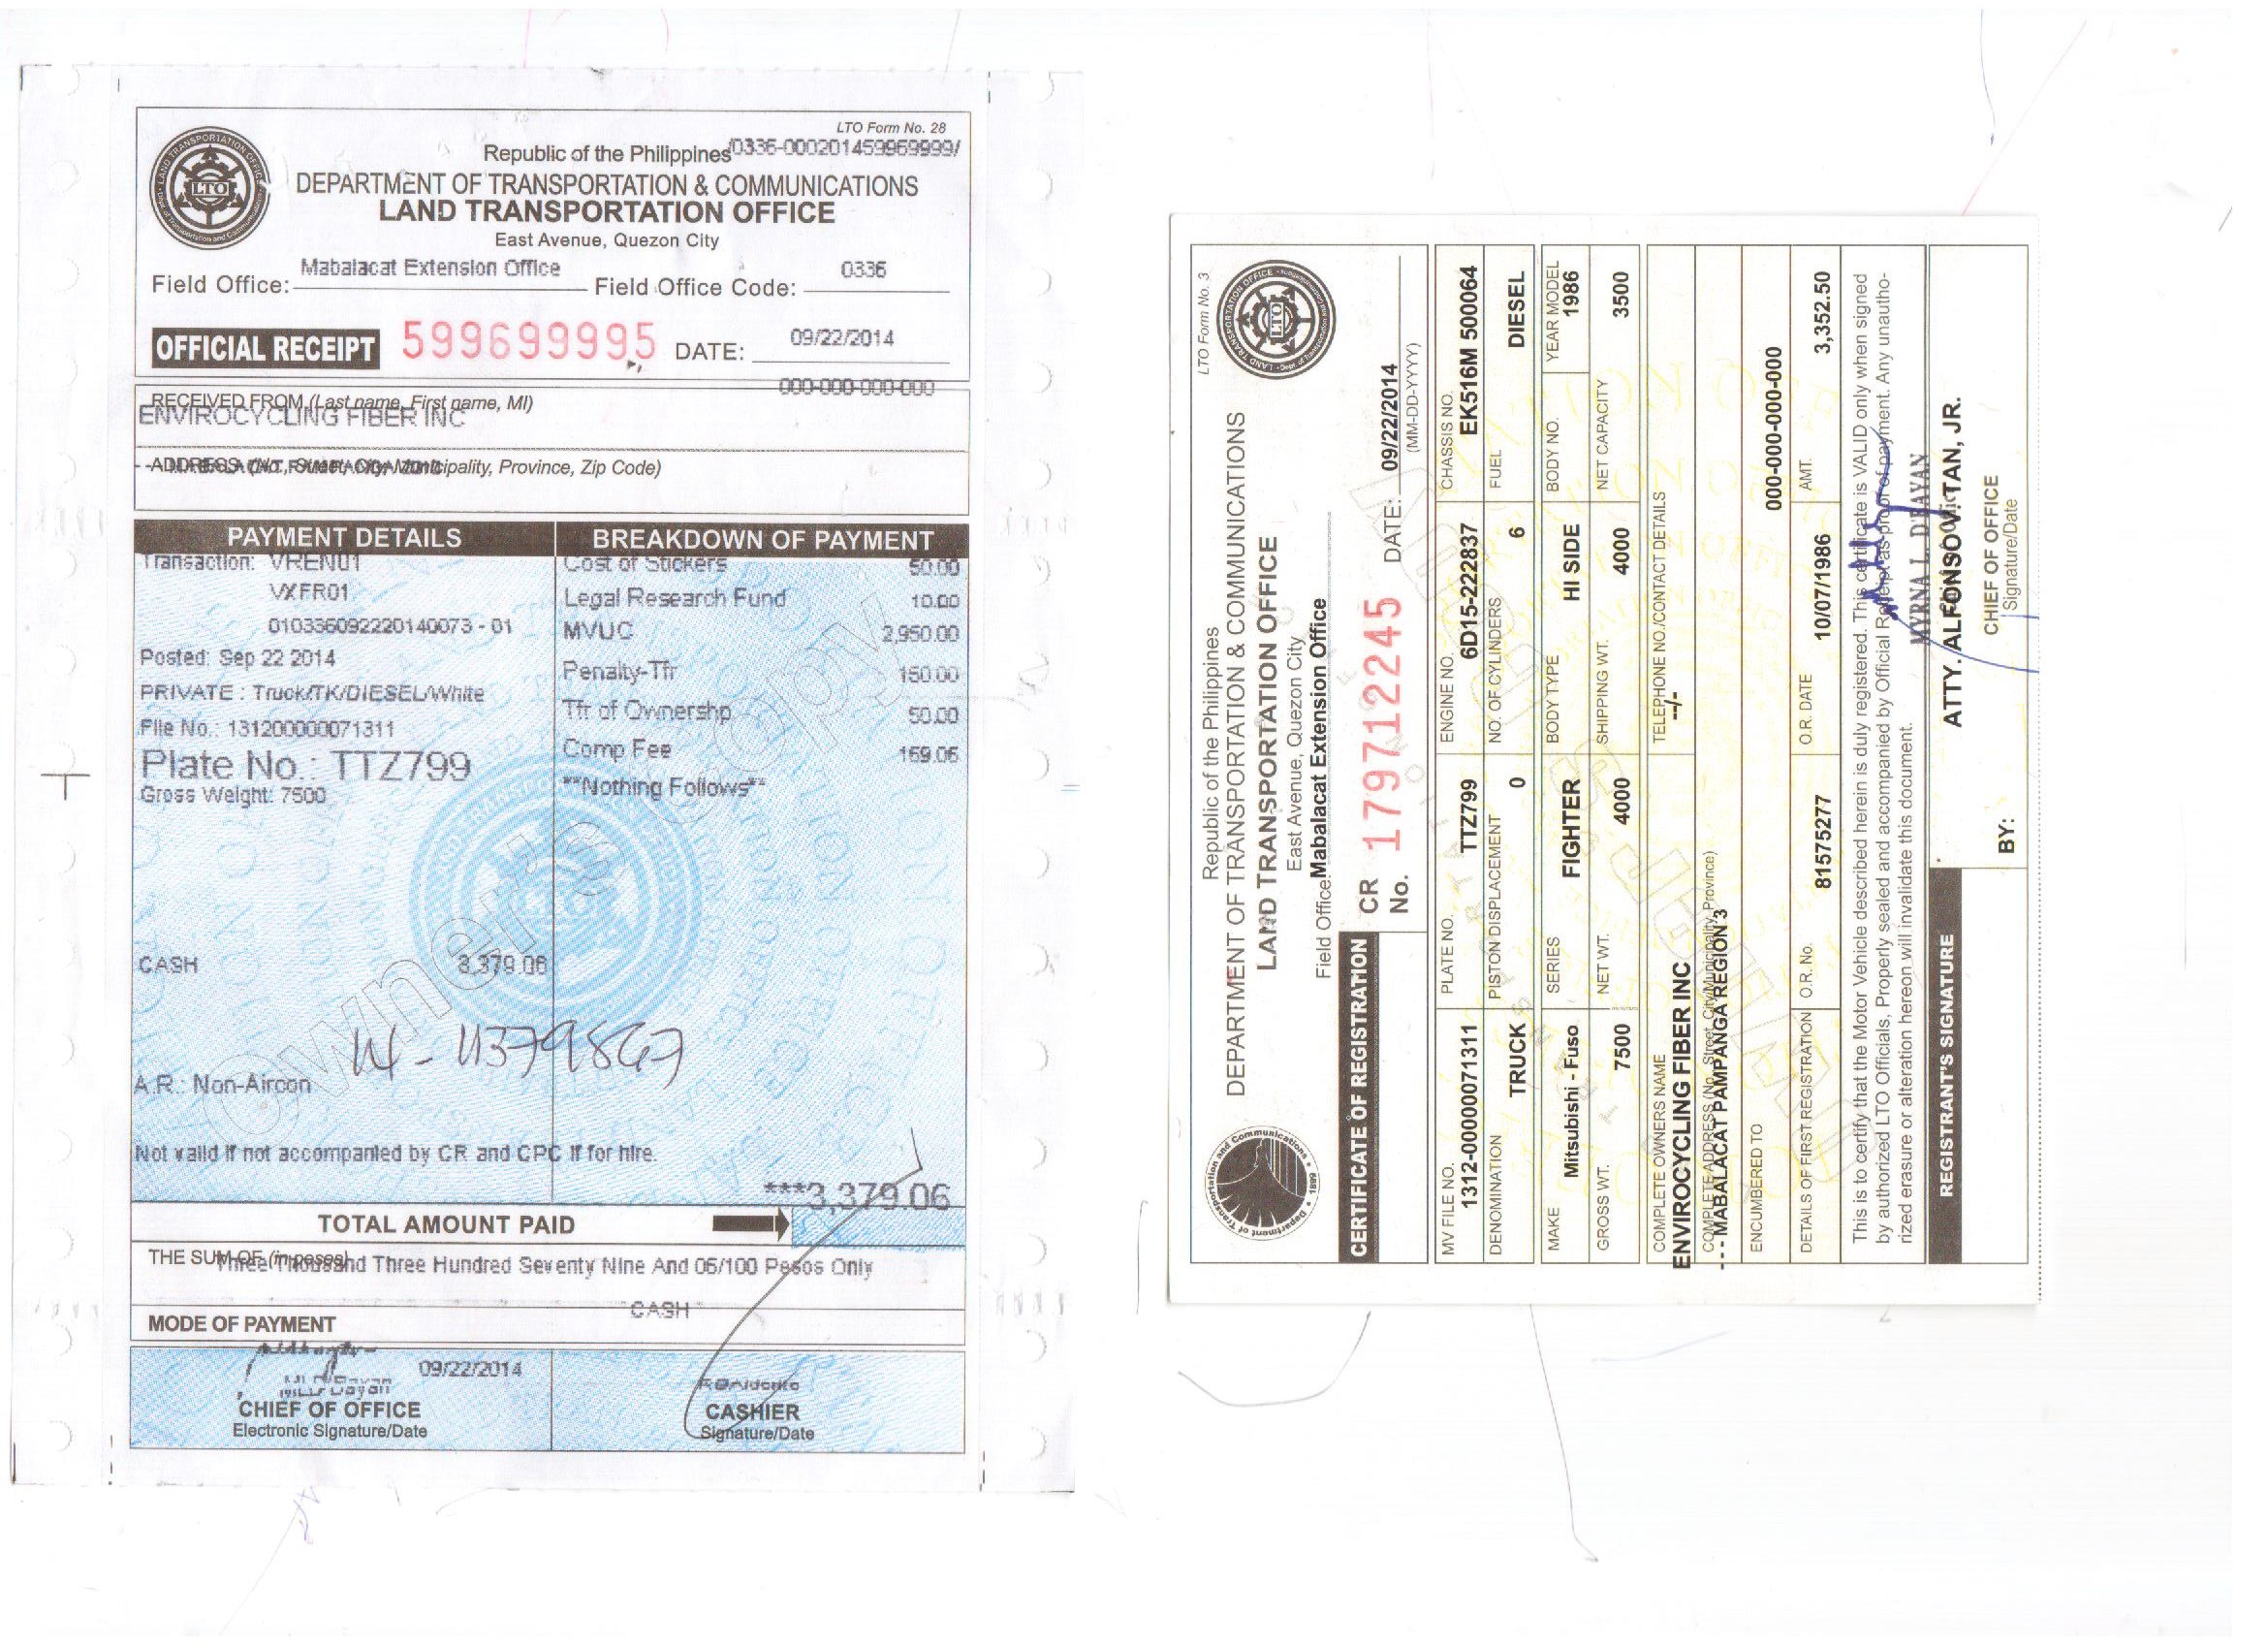 LTO Form No. 28
Republic of the Philippines /0336-000201459969999/
DEPARTMENT OF TRANSPORTATION & COMMUNICATIONS
LAND TRANSPORTATION OFFICE
East Avenue, Quezon City
Field Office: Mabalacat Extension Office Field Office Code: 0336
OFFICIAL RECEIPT 599699995 DATE: 09/22/2014
000-000-000-000
RECEIVED FROM (Last name, First name, MI)
ENVIROCYCLING FIBER INC
ADDRESS (No., Street, City, Municipality, Province, Zip Code)
PAYMENT DETAILS BREAKDOWN OF PAYMENT
Transaction: VREN01 Cost of Stickers 50.00
VXFR01 Legal Research Fund 10.00
010336092220140073 - 01 MVUC 2,950.00
Posted: Sep 22 2014 Penalty-Tfr 150.00
PRIVATE : Truck/TK/DIESEL/White Tfr of Ownershp 50.00
File No.: 131200000071311 Comp Fee 169.06
Plate No.: TTZ799 **Nothing Follows**
Gross Weight: 7500
Owner's Copy
CASH 3,379.06
A.R.: Non-Aircon
Not valid if not accompanied by CR and CPC if for hire.
***3,379.06
TOTAL AMOUNT PAID
THE SUM OF (in pesos) Three Thousand Three Hundred Seventy Nine And 06/100 Pesos Only
CASH
MODE OF PAYMENT
09/22/2014
CHIEF OF OFFICE CASHIER
Electronic Signature/Date Signature/Date
LTO Form No. 3
Republic of the Philippines
DEPARTMENT OF TRANSPORTATION & COMMUNICATIONS
LAND TRANSPORTATION OFFICE
East Avenue, Quezon City
Field Office: Mabalacat Extension Office
CERTIFICATE OF REGISTRATION CR No. 179712245 DATE: 09/22/2014
(MM-DD-YYYY)
MV FILE NO. PLATE NO. ENGINE NO. CHASSIS NO.
1312-00000071311 TTZ799 6D15-222837 EK516M 500064
DENOMINATION PISTON DISPLACEMENT NO. OF CYLINDERS FUEL
TRUCK 0 6 DIESEL
MAKE SERIES BODY TYPE BODY NO. YEAR MODEL
Mitsubishi - Fuso FIGHTER HI SIDE 1986
GROSS WT. NET WT. SHIPPING WT. NET CAPACITY
7500 4000 4000 3500
COMPLETE OWNERS NAME TELEPHONE NO./CONTACT DETAILS
ENVIROCYCLING FIBER INC --/-
COMPLETE ADDRESS (No., Street, City/Municipality, Province)
- - - MABALACAT PAMPANGA REGION 3
ENCUMBERED TO 000-000-000-000
DETAILS OF FIRST REGISTRATION O.R. No. O.R. DATE AMT.
81575277 10/07/1986 3,352.50
This is to certify that the Motor Vehicle described herein is duly registered. This certificate is VALID only when signed
by authorized LTO Officials, Properly sealed and accompanied by Official Receipt as proof of payment. Any unautho-
rized erasure or alteration hereon will invalidate this document.
MYRNA L. DBAYAN
REGISTRANT'S SIGNATURE ATTY. ALFONSO V. TAN, JR.
CHIEF OF OFFICE
BY: Signature/Date